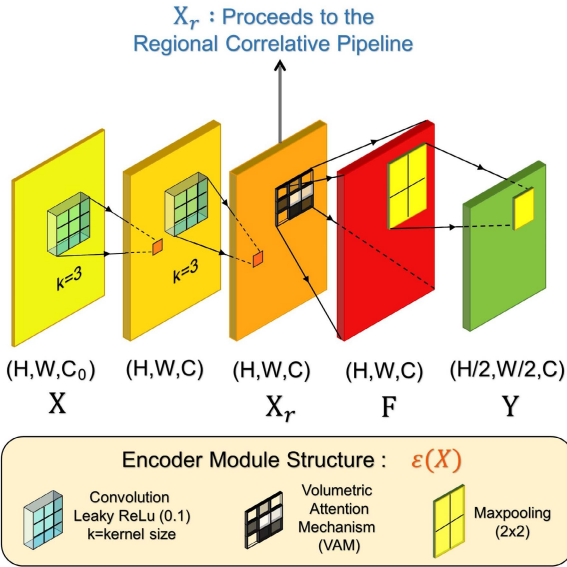 X_r : Proceeds to the
Regional Correlative Pipeline
k=3
k=3
(H,W,C₀) (H,W,C) (H,W,C) (H,W,C) (H/2,W/2,C)
X X_r F Y
Encoder Module Structure : ε(X)
Convolution
Leaky ReLu (0.1)
k=kernel size
Volumetric
Attention
Mechanism
(VAM)
Maxpooling
(2x2)